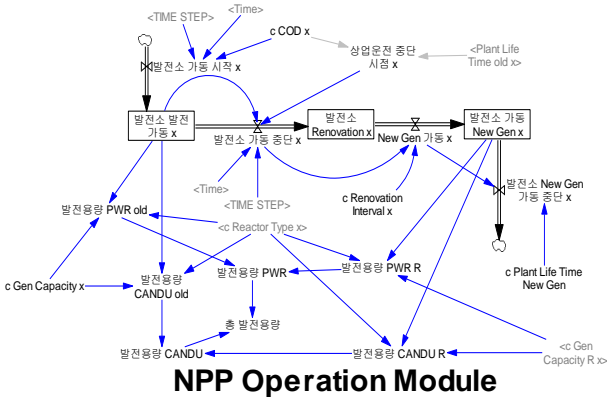 <TIME STEP>
<Time>
c COD x
상업운전 중단
시점 x
<Plant Life
Time old x>
발전소 가동 시작 x
발전소 발전
가동 x
발전소 가동 중단 x
발전소
Renovation x
New Gen 가동 x
발전소 가동
New Gen x
<Time>
<TIME STEP>
c Renovation
Interval x
발전소 New Gen
가동 중단 x
발전용량 PWR old
<c Reactor Type x>
c Gen Capacity x
발전용량
CANDU old
발전용량 PWR
발전용량 PWR R
c Plant Life Time
New Gen
총 발전용량
발전용량 CANDU
발전용량 CANDU R
<c Gen
Capacity R x>
NPP Operation Module